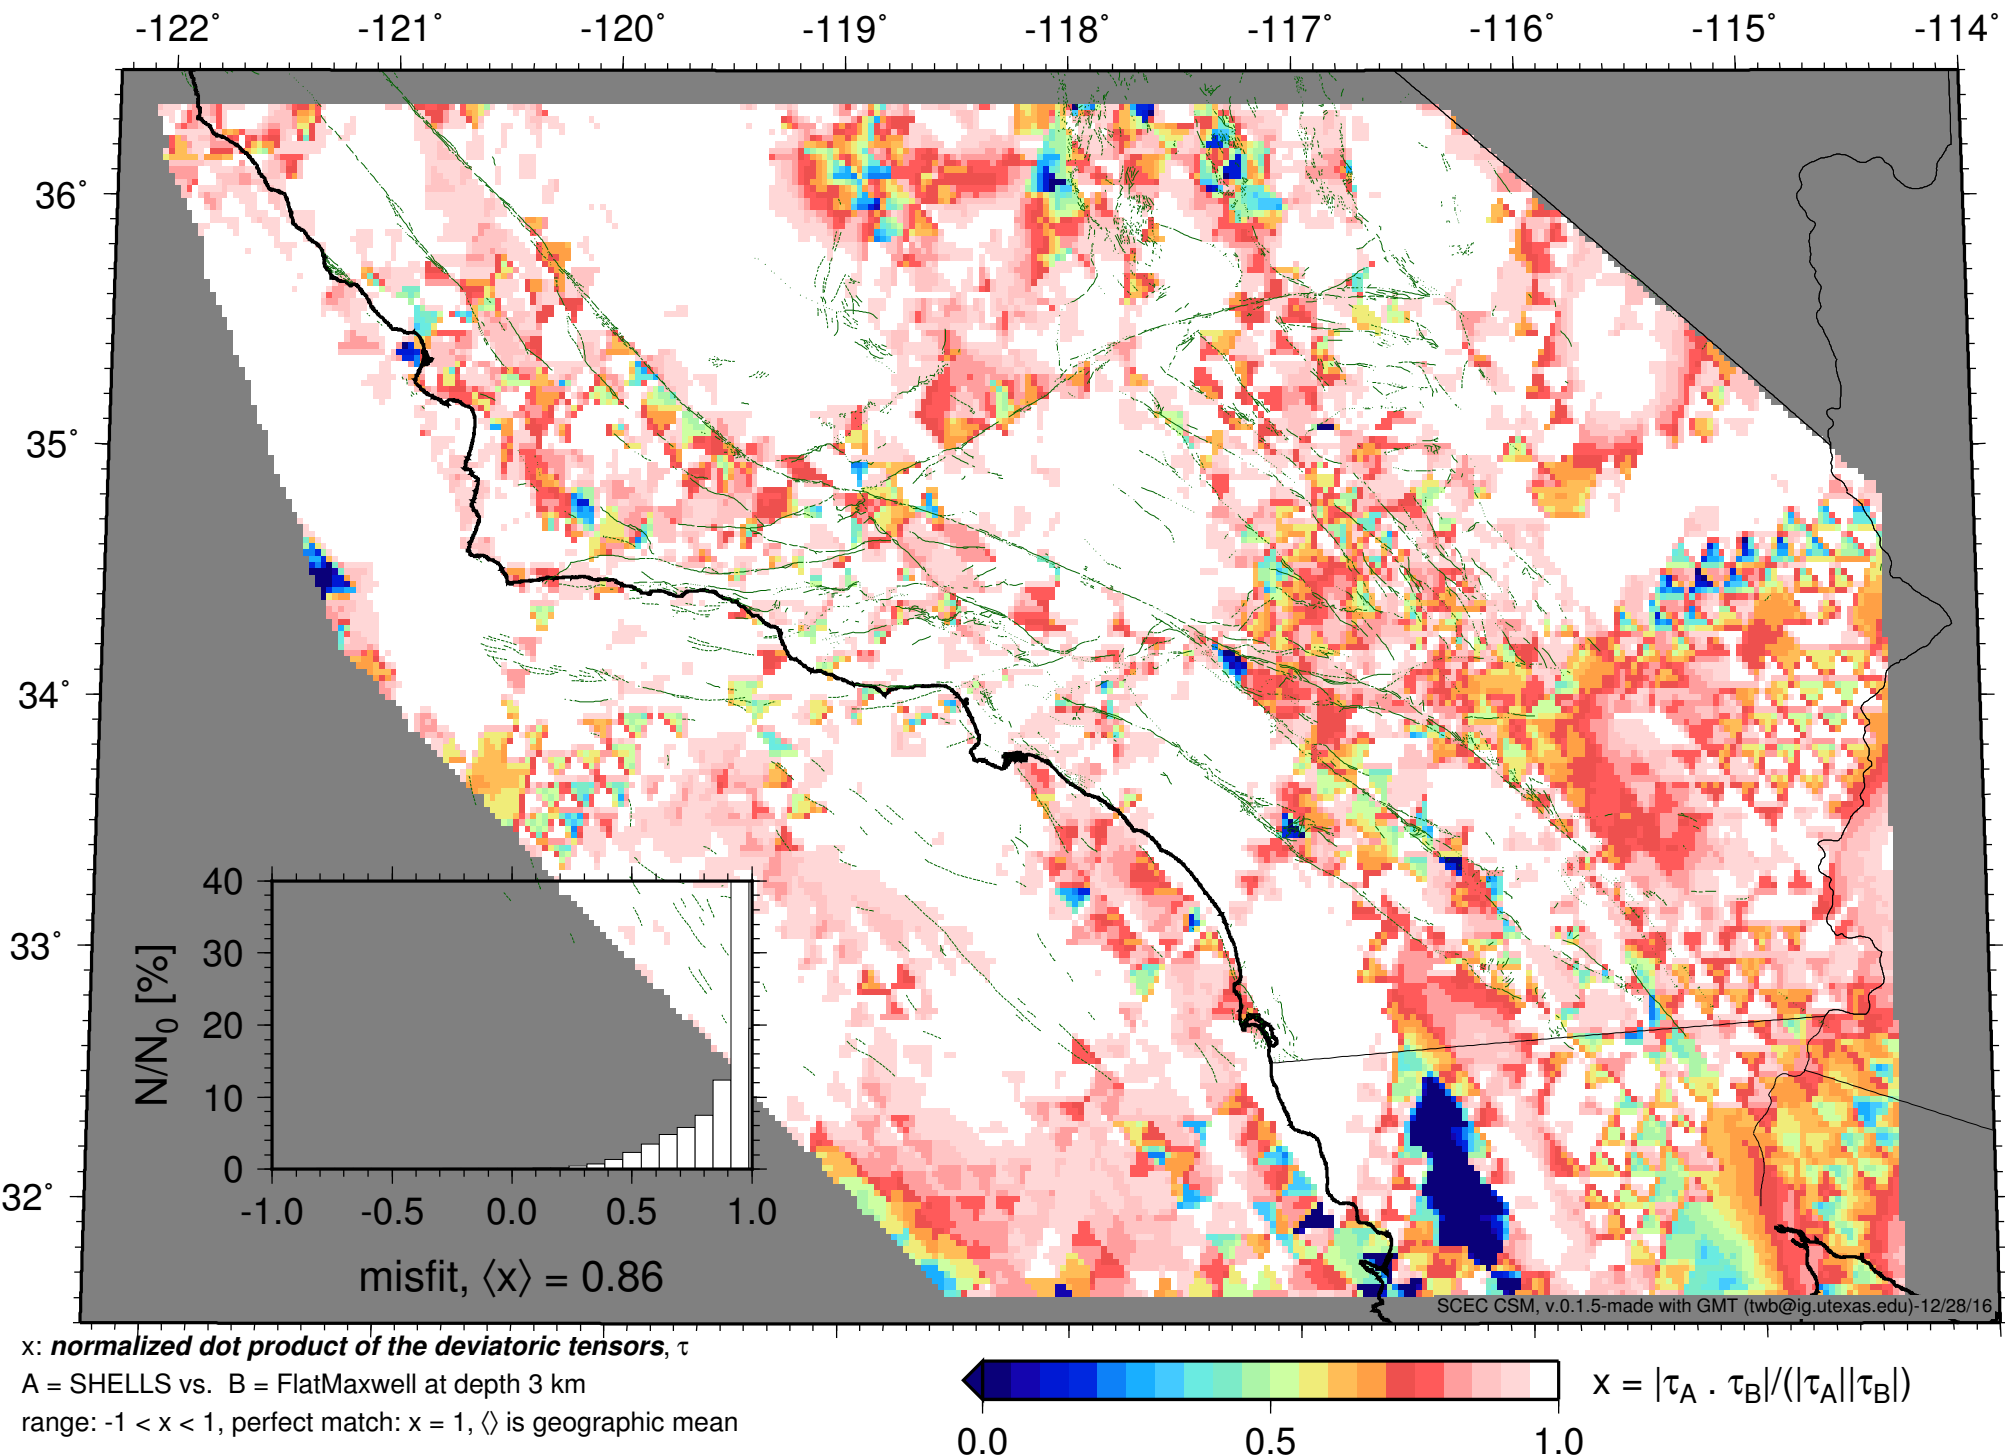 -122° -121° -120° -119° -118° -117° -116° -115° -114°
36°
35°
34°
33°
32°
40
30
20
10
0
N/N0 [%]
-1.0 -0.5 0.0 0.5 1.0
misfit, ⟨x⟩ = 0.86
SCEC CSM, v.0.1.5-made with GMT (twb@ig.utexas.edu)-12/28/16
x: normalized dot product of the deviatoric tensors, τ
A = SHELLS vs. B = FlatMaxwell at depth 3 km
range: -1 < x < 1, perfect match: x = 1, ⟨⟩ is geographic mean
x = |τA . τB|/(|τA||τB|)
0.0 0.5 1.0